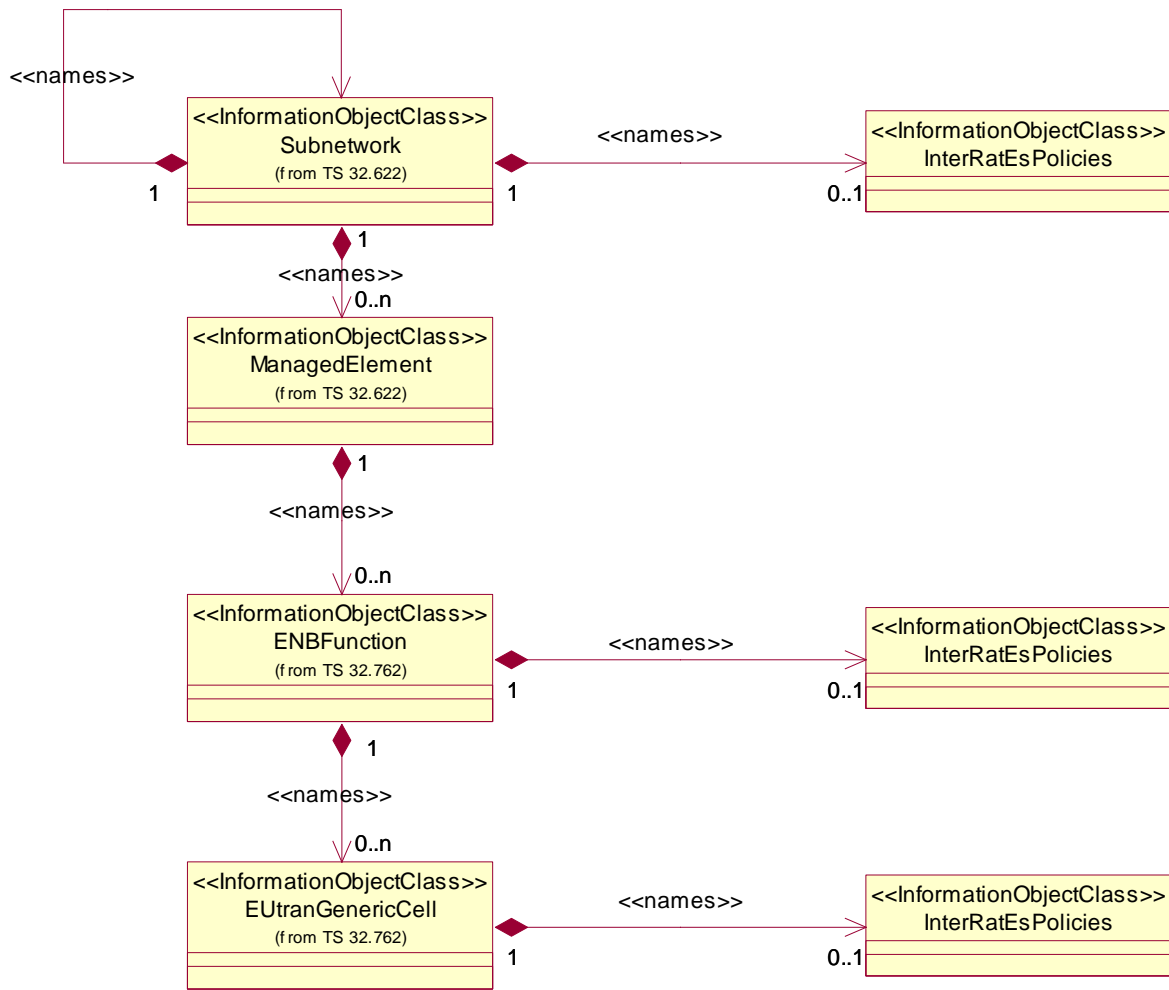 <<names>>
<<InformationObjectClass>>
Subnetwork
(from TS 32.622)
1
1
<<names>>
0..1
<<InformationObjectClass>>
InterRatEsPolicies
1
<<names>>
0..n
<<InformationObjectClass>>
ManagedElement
(from TS 32.622)
1
<<names>>
0..n
<<InformationObjectClass>>
ENBFunction
(from TS 32.762)
1
<<names>>
0..1
<<InformationObjectClass>>
InterRatEsPolicies
1
<<names>>
0..n
<<InformationObjectClass>>
EUtranGenericCell
(from TS 32.762)
1
<<names>>
0..1
<<InformationObjectClass>>
InterRatEsPolicies